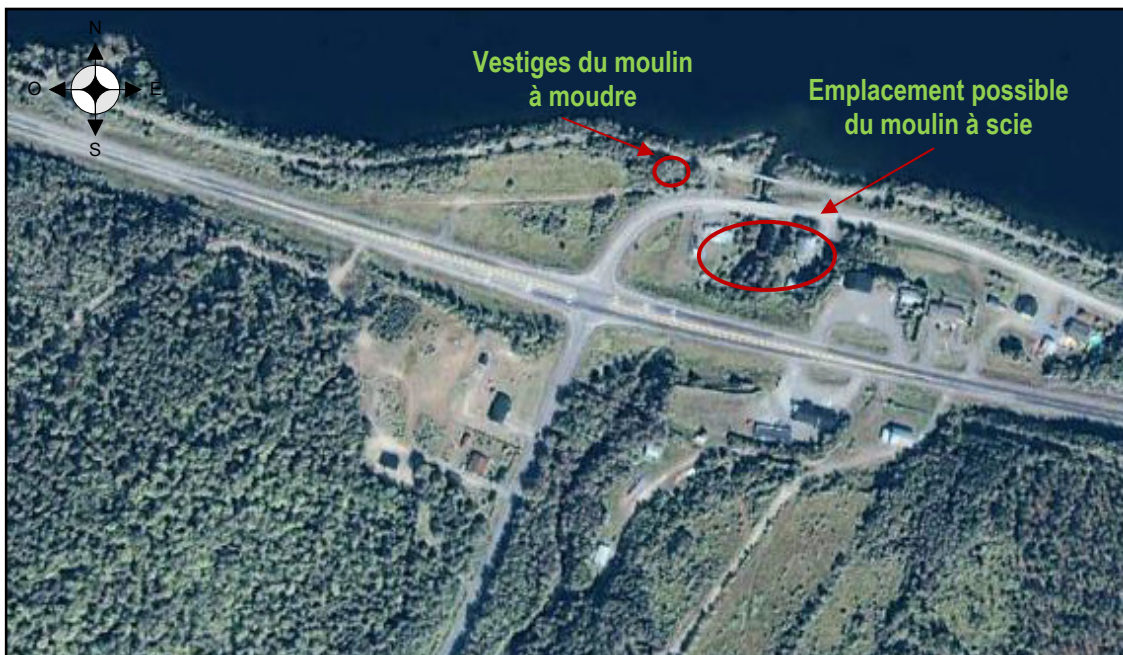 N
O
E
S
Vestiges du moulin
à moudre
Emplacement possible
du moulin à scie